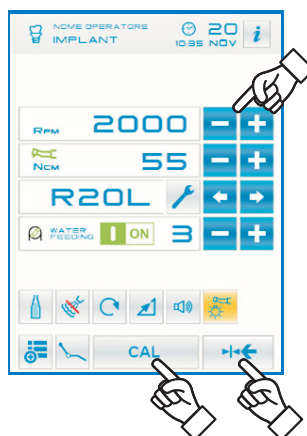 NOME OPERATORE
IMPLANT
20
10:35 NOV
i
RPM 2000 - +
NCM 55 - +
R20L
WATER FEEDING I ON 3 - +
CAL